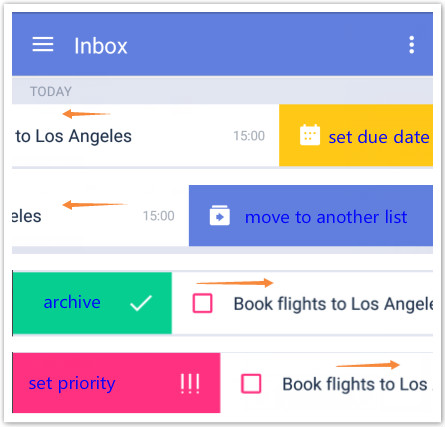 Inbox
TODAY
to Los Angeles 15:00 set due date
eles 15:00 move to another list
archive Book flights to Los Angele
set priority !!! Book flights to Los